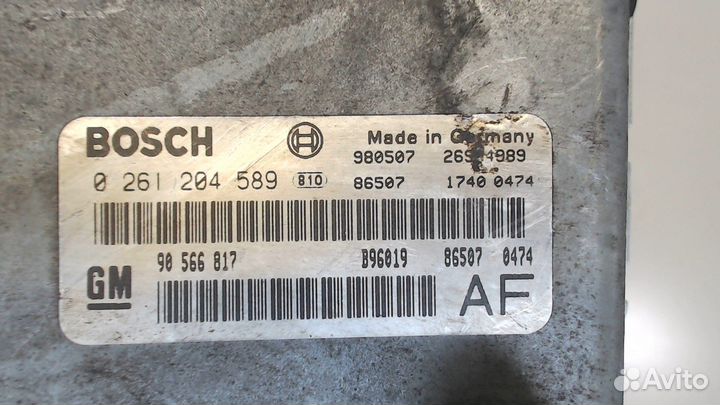 BOSCH Made in Germany
980507
0 261 204 589 B10 86507 1740 0474
90 566 817 B96019 86507 0474
GM AF
Avito